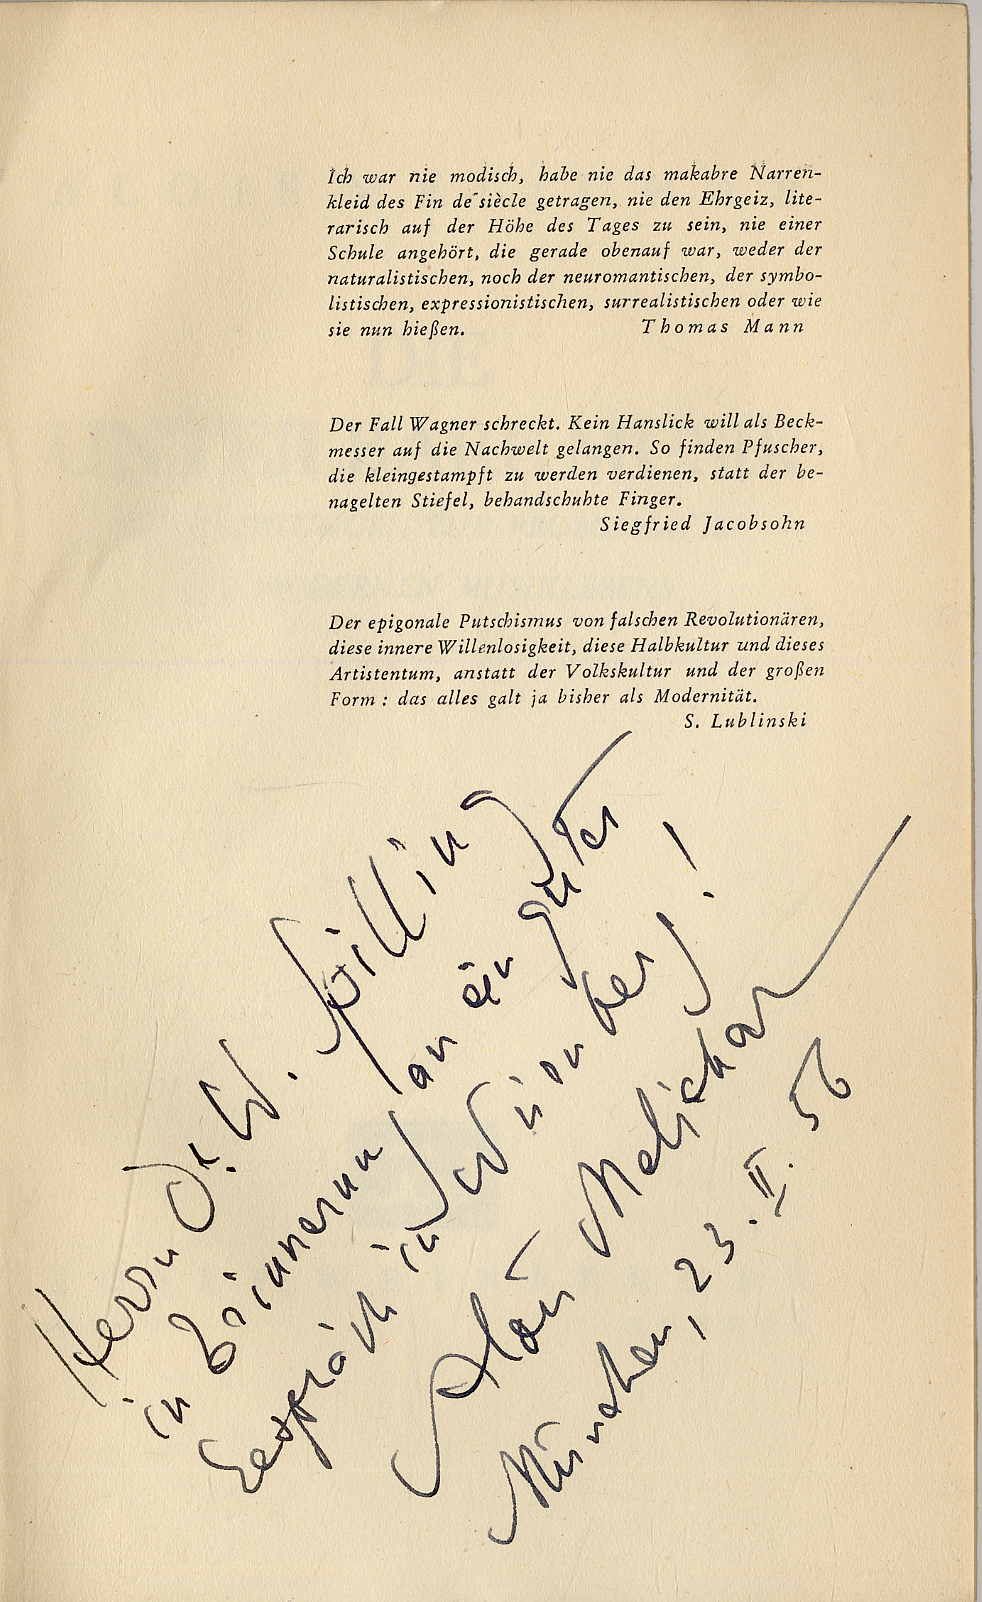 Ich war nie modisch, habe nie das makabre Narren-
kleid des Fin de siècle getragen, nie den Ehrgeiz, lite-
rarisch auf der Höhe des Tages zu sein, nie einer
Schule angehört, die gerade obenauf war, weder der
naturalistischen, noch der neuromantischen, der symbo-
listischen, expressionistischen, surrealistischen oder wie
sie nun hießen. Thomas Mann
Der Fall Wagner schreckt. Kein Hanslick will als Beck-
messer auf die Nachwelt gelangen. So finden Pfuscher,
die kleingestampft zu werden verdienen, statt der be-
nagelten Stiefel, behandschuhte Finger.
Siegfried Jacobsohn
Der epigonale Putschismus von falschen Revolutionären,
diese innere Willenlosigkeit, diese Halbkultur und dieses
Artistentum, anstatt der Volkskultur und der großen
Form: das alles galt ja bisher als Modernität.
S. Lublinski
Herrn Dr. W.
in Erinnerung an ein gutes
Gespräch in
Alois Melichar
München, 23. II. 56